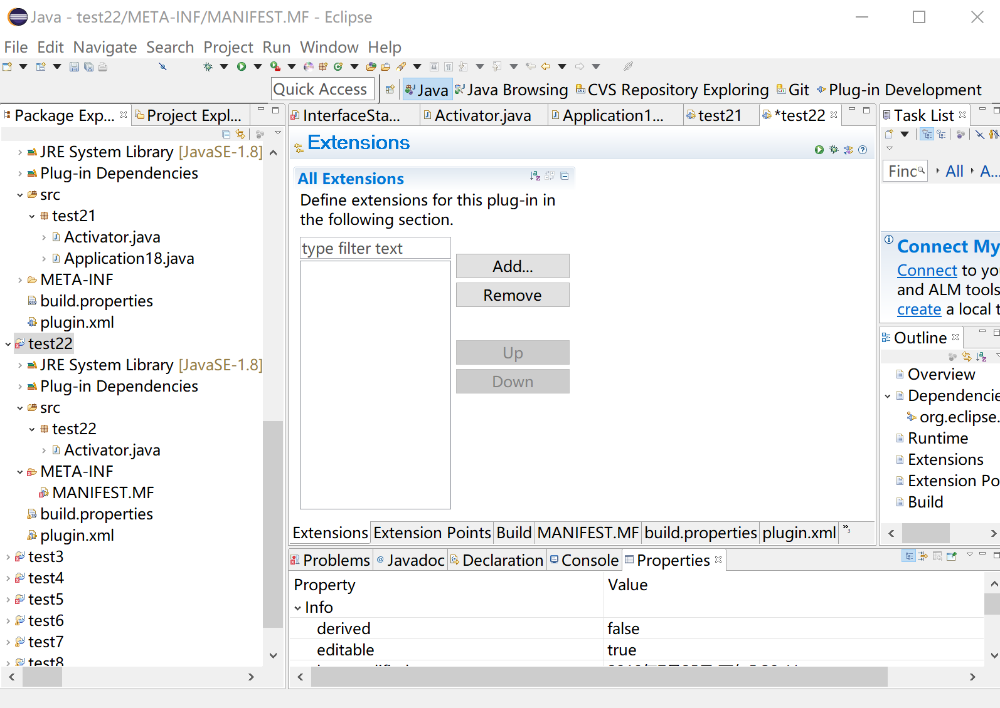 Java - test22/META-INF/MANIFEST.MF - Eclipse
File Edit Navigate Search Project Run Window Help
Quick Access Java Java Browsing CVS Repository Exploring Git Plug-in Development
Package Exp... Project Expl...
JRE System Library [JavaSE-1.8]
Plug-in Dependencies
src
test21
Activator.java
Application18.java
META-INF
build.properties
plugin.xml
test22
JRE System Library [JavaSE-1.8]
Plug-in Dependencies
src
test22
Activator.java
META-INF
MANIFEST.MF
build.properties
plugin.xml
test3
test4
test5
test6
test7
test8
InterfaceSta... Activator.java Application1... test21 *test22
Extensions
All Extensions
Define extensions for this plug-in in
the following section.
type filter text
Add...
Remove
Up
Down
Extensions Extension Points Build MANIFEST.MF build.properties plugin.xml »3
Problems @ Javadoc Declaration Console Properties
Property Value
Info
derived false
editable true
Task List
Find All A...
Connect My
Connect to you
and ALM tools
create a local t
Outline
Overview
Dependencie
org.eclipse.
Runtime
Extensions
Extension Po
Build